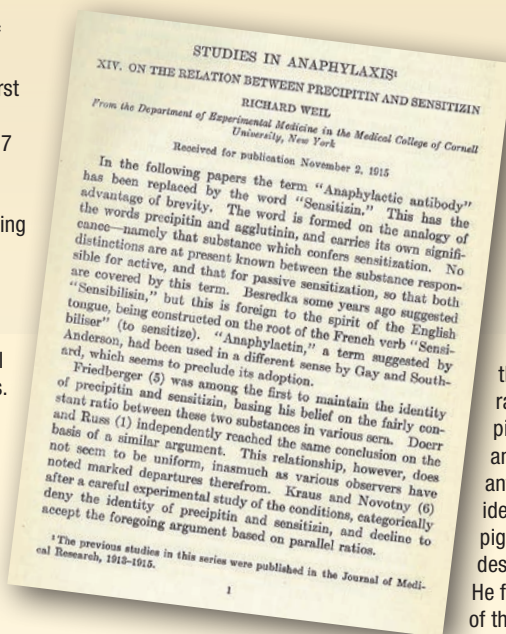 rst
7
ing
STUDIES IN ANAPHYLAXIS¹
XIV. ON THE RELATION BETWEEN PRECIPITIN AND SENSITIZIN
RICHARD WEIL
From the Department of Experimental Medicine in the Medical College of Cornell
University, New York
Received for publication November 2, 1915
In the following papers the term "Anaphylactic antibody"
has been replaced by the word "Sensitizin." This has the
advantage of brevity. The word is formed on the analogy of
the words precipitin and agglutinin, and carries its own signifi-
cance—namely that substance which confers sensitization. No
distinctions are at present known between the substance respon-
sible for active, and that for passive sensitization, so that both
are covered by this term. Besredka some years ago suggested
"Sensibilisin," but this is foreign to the spirit of the English
tongue, being constructed on the root of the French verb "Sensi-
biliser" (to sensitize). "Anaphylactin," a term suggested by
Anderson, had been used in a different sense by Gay and South-
ard, which seems to preclude its adoption.
Friedberger (5) was among the first to maintain the identity
of precipitin and sensitizin, basing his belief on the fairly con-
stant ratio between these two substances in various sera. Doerr
and Russ (1) independently reached the same conclusion on the
basis of a similar argument. This relationship, however, does
not seem to be uniform, inasmuch as various observers have
noted marked departures therefrom. Kraus and Novotny (6)
after a careful experimental study of the conditions, categorically
deny the identity of precipitin and sensitizin, and decline to
accept the foregoing argument based on parallel ratios.
¹ The previous studies in this series were published in the Journal of Medi-
cal Research, 1913–1915.
1
l
s.
th
ra
pi
an
an
ide
pig
des
He f
of th